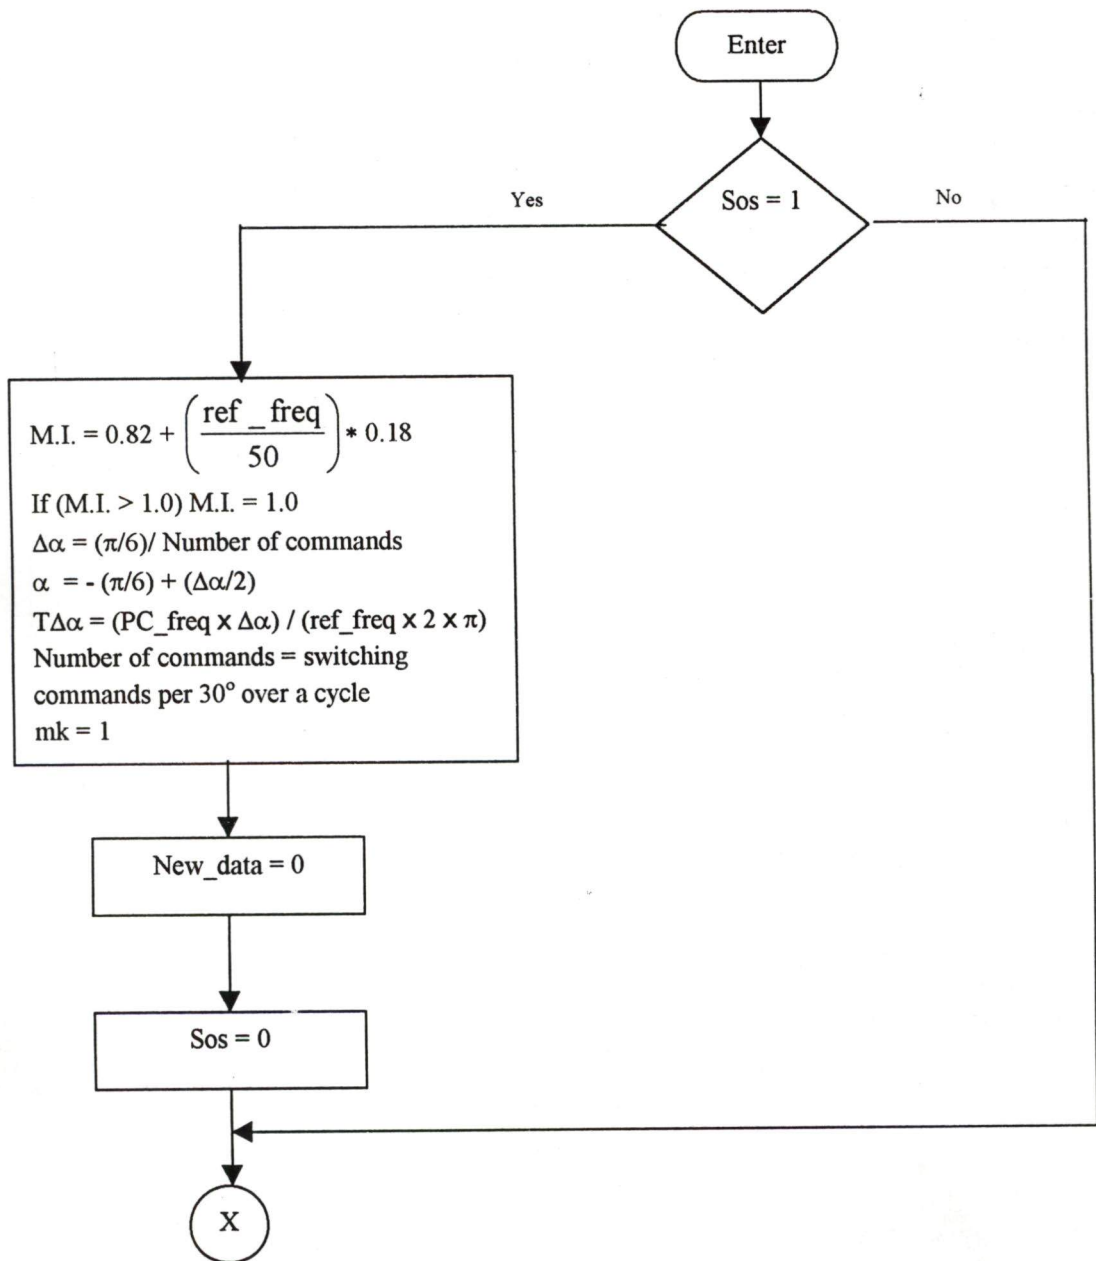 Enter
Sos = 1
Yes
No
M.I. = 0.82 + (ref_freq / 50) * 0.18
If (M.I. > 1.0) M.I. = 1.0
Δα = (π/6)/ Number of commands
α = - (π/6) + (Δα/2)
TΔα = (PC_freq x Δα) / (ref_freq x 2 x π)
Number of commands = switching
commands per 30° over a cycle
mk = 1
New_data = 0
Sos = 0
X